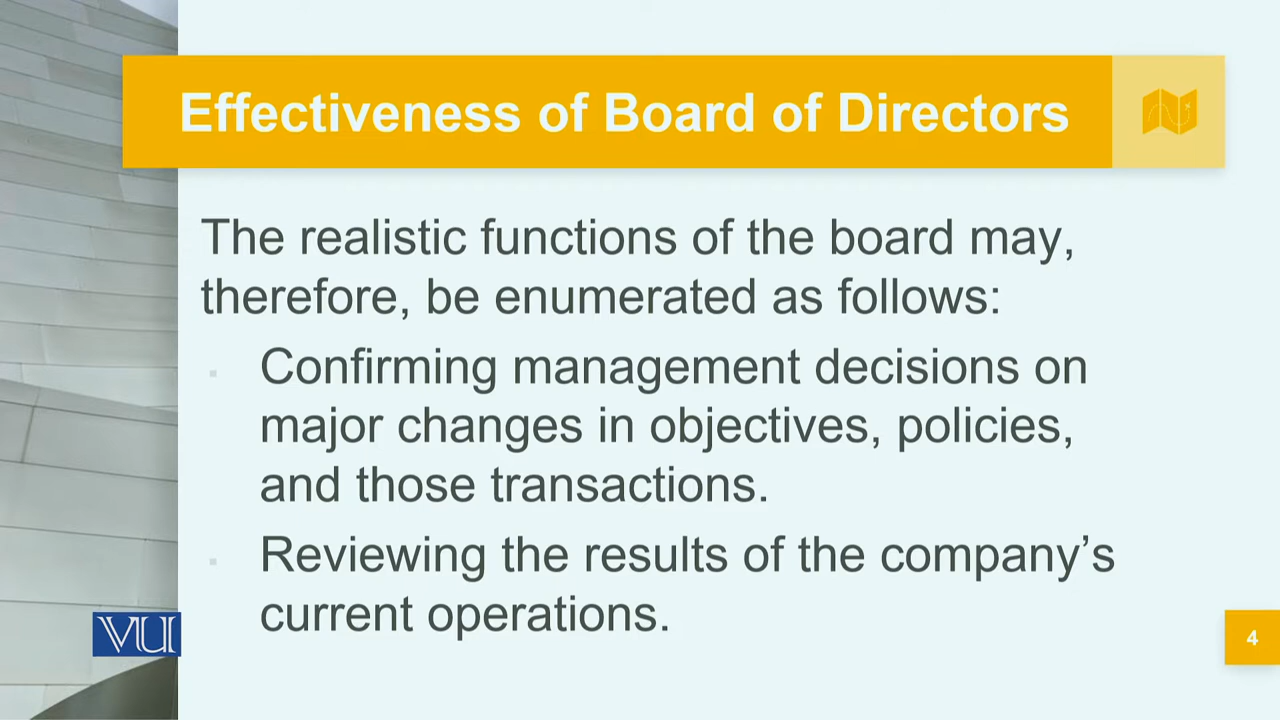 Effectiveness of Board of Directors
The realistic functions of the board may,
therefore, be enumerated as follows:
Confirming management decisions on
major changes in objectives, policies,
and those transactions.
Reviewing the results of the company’s
current operations.
VU
4